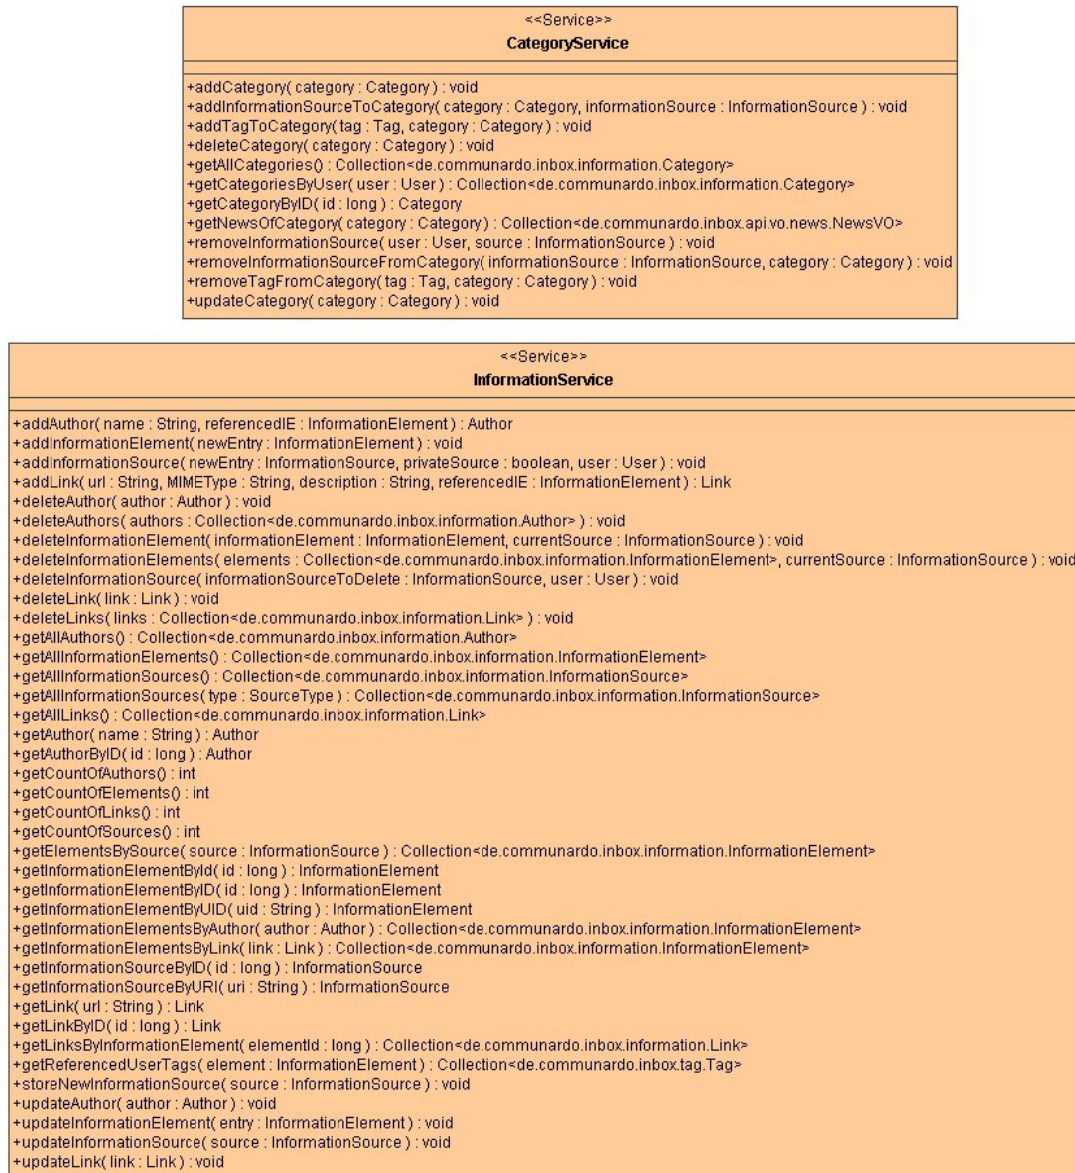 <<Service>>
CategoryService
+addCategory( category : Category ) : void
+addInformationSourceToCategory( category : Category, informationSource : InformationSource ) : void
+addTagToCategory( tag : Tag, category : Category ) : void
+deleteCategory( category : Category ) : void
+getAllCategories() : Collection<de.communardo.inbox.information.Category>
+getCategoriesByUser( user : User ) : Collection<de.communardo.inbox.information.Category>
+getCategoryByID( id : long ) : Category
+getNewsOfCategory( category : Category ) : Collection<de.communardo.inbox.api.vo.news.NewsVO>
+removeInformationSource( user : User, source : InformationSource ) : void
+removeInformationSourceFromCategory( informationSource : InformationSource, category : Category ) : void
+removeTagFromCategory( tag : Tag, category : Category ) : void
+updateCategory( category : Category ) : void
<<Service>>
InformationService
+addAuthor( name : String, referencedIE : InformationElement ) : Author
+addInformationElement( newEntry : InformationElement ) : void
+addInformationSource( newEntry : InformationSource, privateSource : boolean, user : User ) : void
+addLink( url : String, MIMEType : String, description : String, referencedIE : InformationElement ) : Link
+deleteAuthor( author : Author ) : void
+deleteAuthors( authors : Collection<de.communardo.inbox.information.Author> ) : void
+deleteInformationElement( informationElement : InformationElement, currentSource : InformationSource ) : void
+deleteInformationElements( elements : Collection<de.communardo.inbox.information.InformationElement>, currentSource : InformationSource ) : void
+deleteInformationSource( informationSourceToDelete : InformationSource, user : User ) : void
+deleteLink( link : Link ) : void
+deleteLinks( links : Collection<de.communardo.inbox.information.Link> ) : void
+getAllAuthors() : Collection<de.communardo.inbox.information.Author>
+getAllInformationElements() : Collection<de.communardo.inbox.information.InformationElement>
+getAllInformationSources() : Collection<de.communardo.inbox.information.InformationSource>
+getAllInformationSources( type : SourceType ) : Collection<de.communardo.inbox.information.InformationSource>
+getAllLinks() : Collection<de.communardo.inbox.information.Link>
+getAuthor( name : String ) : Author
+getAuthorByID( id : long ) : Author
+getCountOfAuthors() : int
+getCountOfElements() : int
+getCountOfLinks() : int
+getCountOfSources() : int
+getElementsBySource( source : InformationSource ) : Collection<de.communardo.inbox.information.InformationElement>
+getInformationElementById( id : long ) : InformationElement
+getInformationElementByID( id : long ) : InformationElement
+getInformationElementByUID( uid : String ) : InformationElement
+getInformationElementsByAuthor( author : Author ) : Collection<de.communardo.inbox.information.InformationElement>
+getInformationElementsByLink( link : Link ) : Collection<de.communardo.inbox.information.InformationElement>
+getInformationSourceByID( id : long ) : InformationSource
+getInformationSourceByURI( uri : String ) : InformationSource
+getLink( url : String ) : Link
+getLinkByID( id : long ) : Link
+getLinksByInformationElement( elementId : long ) : Collection<de.communardo.inbox.information.Link>
+getReferencedUserTags( element : InformationElement ) : Collection<de.communardo.inbox.tag.Tag>
+storeNewInformationSource( source : InformationSource ) : void
+updateAuthor( author : Author ) : void
+updateInformationElement( entry : InformationElement ) : void
+updateInformationSource( source : InformationSource ) : void
+updateLink( link : Link ) : void